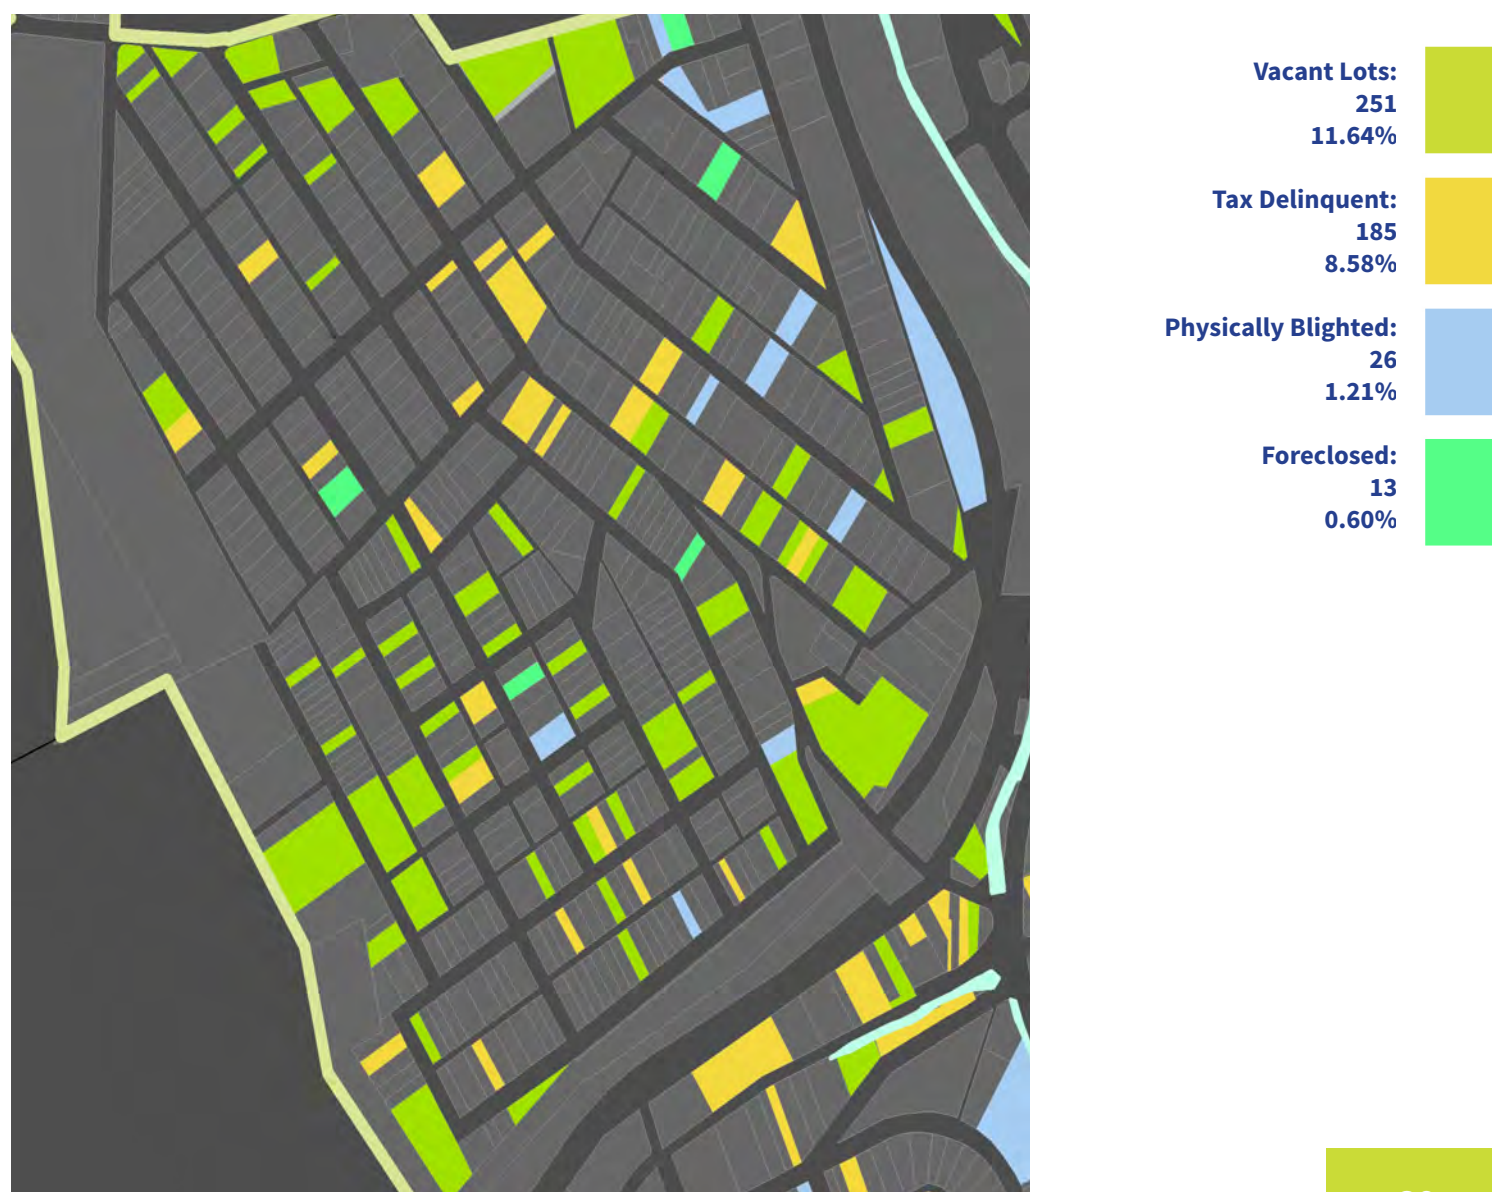 Vacant Lots:
251
11.64%
Tax Delinquent:
185
8.58%
Physically Blighted:
26
1.21%
Foreclosed:
13
0.60%